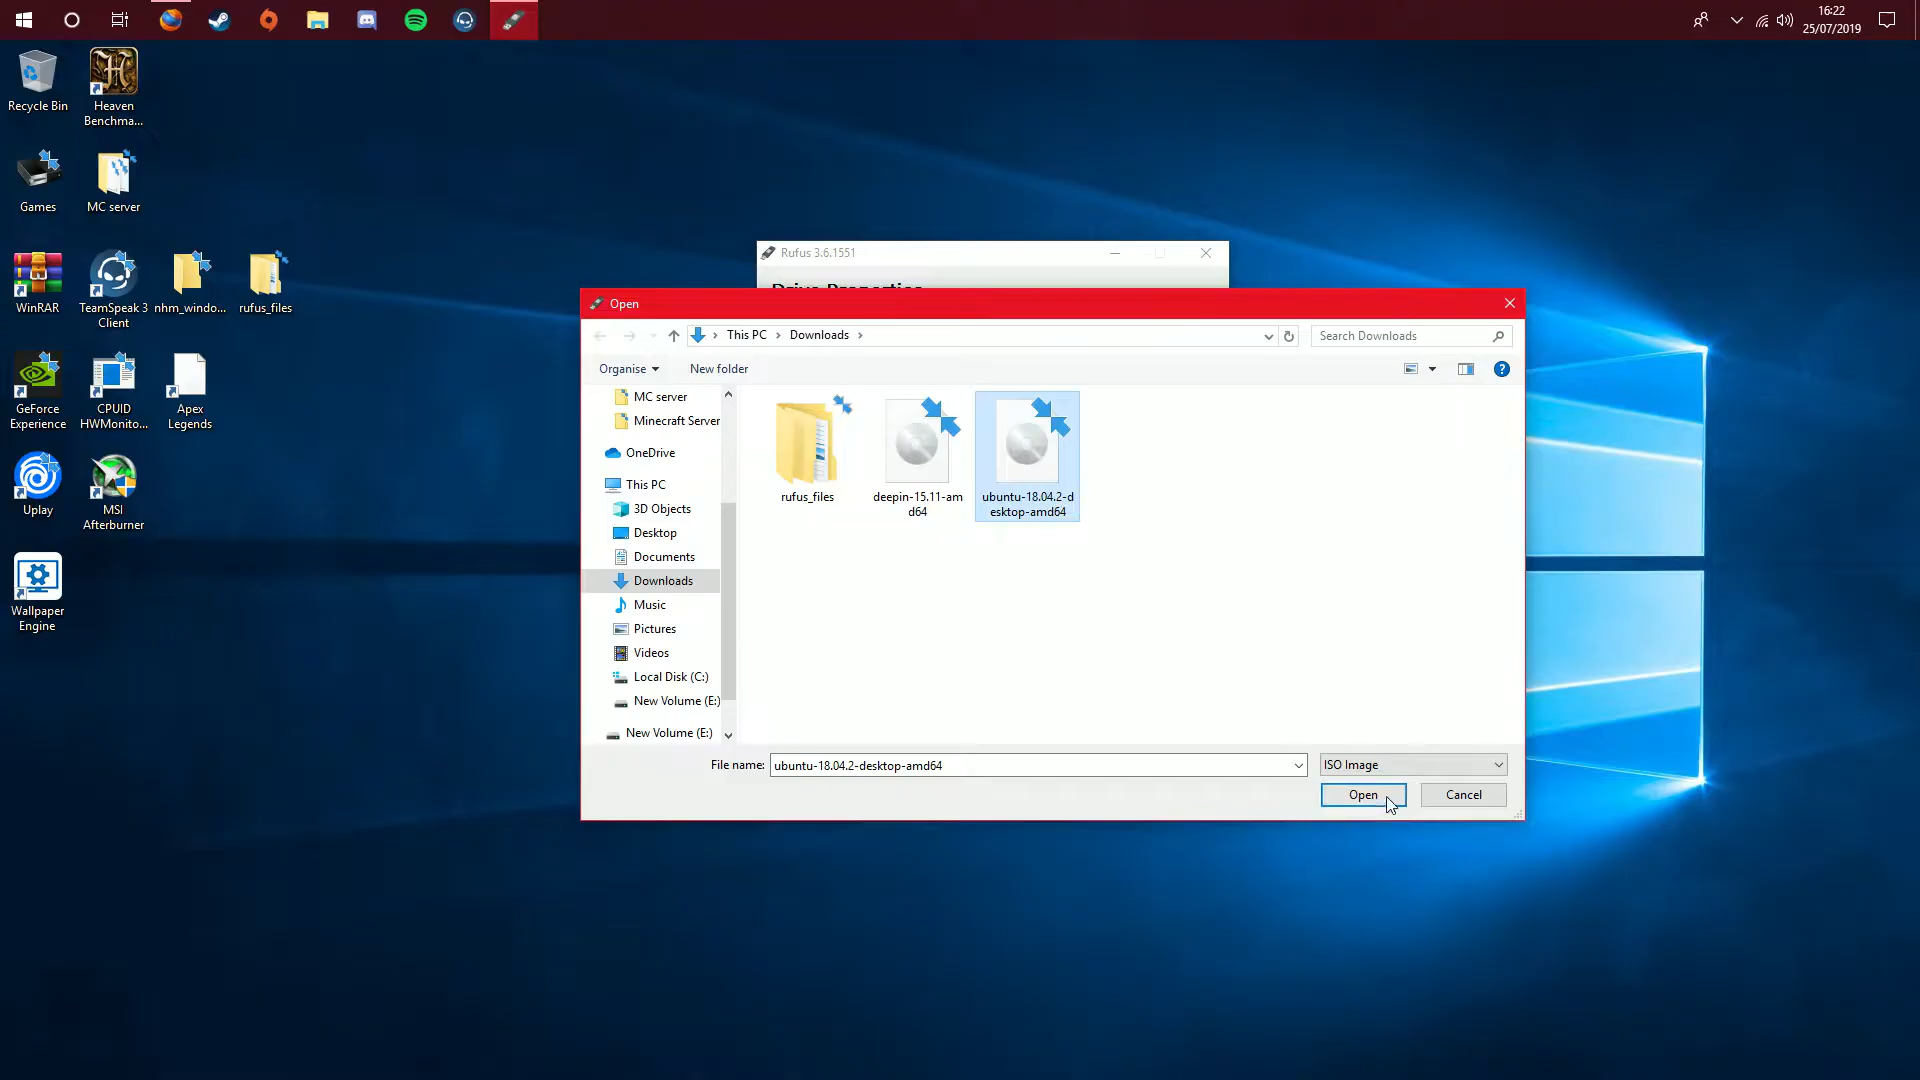 16:22
25/07/2019
Recycle Bin
Heaven
Benchma...
Games
MC server
WinRAR
TeamSpeak 3
Client
nhm_windo...
rufus_files
GeForce
Experience
CPUID
HWMonito...
Apex
Legends
Uplay
MSI
Afterburner
Wallpaper
Engine
Rufus 3.6.1551
Drive Properties
Open
This PC
Downloads
Search Downloads
Organise
New folder
MC server
Minecraft Server
OneDrive
This PC
3D Objects
Desktop
Documents
Downloads
Music
Pictures
Videos
Local Disk (C:)
New Volume (E:)
New Volume (E:)
rufus_files
deepin-15.11-am
d64
ubuntu-18.04.2-d
esktop-amd64
File name:
ubuntu-18.04.2-desktop-amd64
ISO Image
Open
Cancel